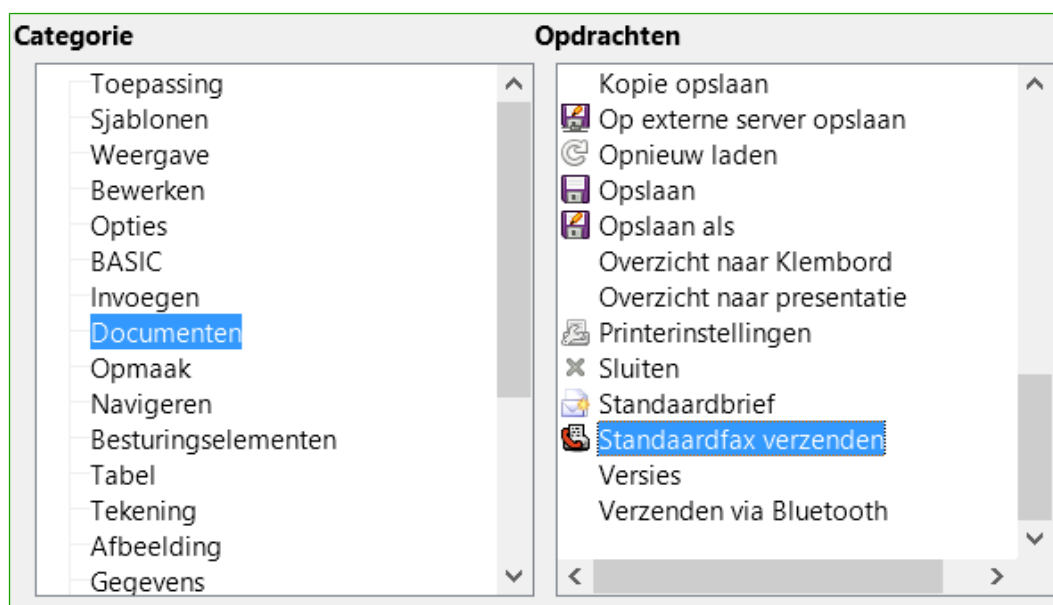 Categorie
Toepassing
Sjablonen
Weergave
Bewerken
Opties
BASIC
Invoegen
Documenten
Opmaak
Navigeren
Besturingselementen
Tabel
Tekening
Afbeelding
Gegevens
Opdrachten
Kopie opslaan
Op externe server opslaan
Opnieuw laden
Opslaan
Opslaan als
Overzicht naar Klembord
Overzicht naar presentatie
Printerinstellingen
Sluiten
Standaardbrief
Standaardfax verzenden
Versies
Verzenden via Bluetooth